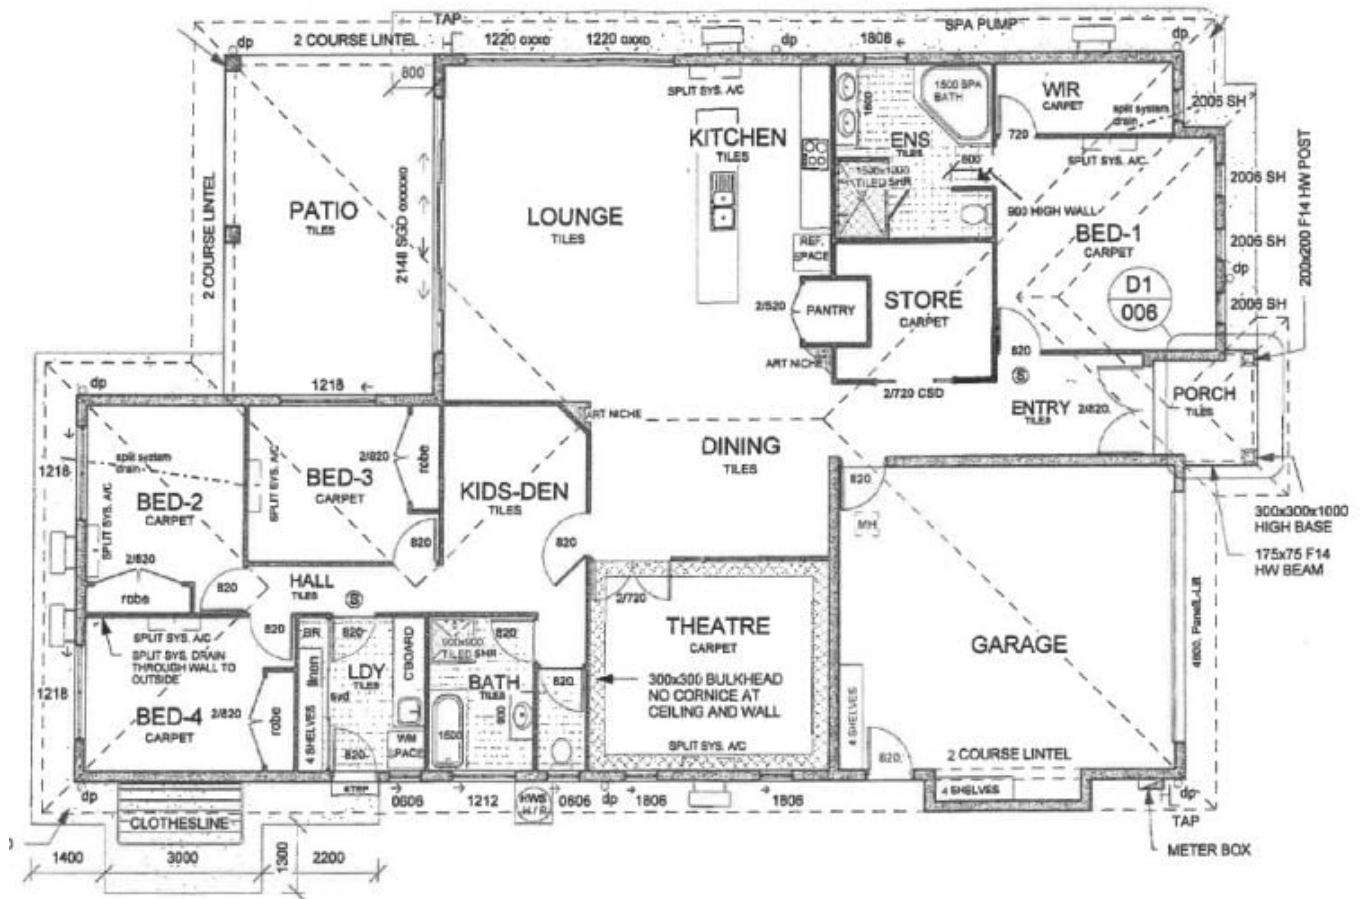 TAP
SPA PUMP
dp
2 COURSE LINTEL
1220 oxxo
1220 oxxo
dp
1806
dp
800
SPLIT SYS. A/C
1500 SPA
BATH
WIR
CARPET
2006 SH
split system
drain
1800
KITCHEN
TILES
ENS
TILES
720
SPLIT SYS. A/C.
2 COURSE LINTEL
PATIO
TILES
2148 SGD oxxxxo
LOUNGE
TILES
1500x1000
TILED SHR
800
2006 SH
900 HIGH WALL
BED-1
CARPET
200x200 F14 HW POST
REF.
SPACE
2006 SH
dp
D1
006
2006 SH
2/520
PANTRY
STORE
CARPET
820
ART NICHE
S
dp
1218
2/720 CSD
ENTRY
TILES
2/820
PORCH
TILES
ART NICHE
DINING
TILES
1218
split system
drain
BED-2
CARPET
SPLIT SYS. A/C
SPLIT SYS. A/C
BED-3
CARPET
2/820
robe
KIDS-DEN
TILES
820
MH
300x300x1000
HIGH BASE
175x75 F14
HW BEAM
820
820
2/820
robe
820
HALL
TILES
S
2/720
THEATRE
CARPET
GARAGE
4800, Panel-Lift
SPLIT SYS. A/C
SPLIT SYS. DRAIN
THROUGH WALL TO
OUTSIDE
820
BR
820
C'BOARD
900x900
TILED SHR
820
1218
BED-4
CARPET
2/820
robe
linen
4 SHELVES
LDY
TILES
BATH
TILES
820
300x300 BULKHEAD
NO CORNICE AT
CEILING AND WALL
4 SHELVES
1500
900
WM
SPACE
820
SPLIT SYS. A/C
820
2 COURSE LINTEL
4 SHELVES
dp
STEP
0606
1212
HWS
H/P
0606
dp
1806
1806
dp
TAP
CLOTHESLINE
METER BOX
1400
3000
1300
2200